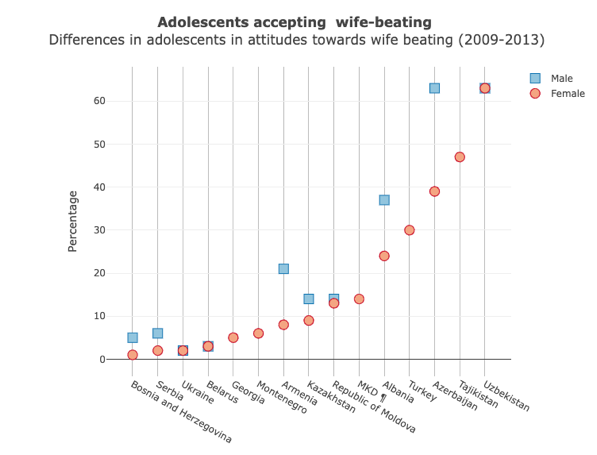 Adolescents accepting  wife-beating
Differences in adolescents in attitudes towards wife beating (2009-2013)
Male
Female
Percentage
60
50
40
30
20
10
0
Bosnia and Herzegovina
Serbia
Ukraine
Belarus
Georgia
Montenegro
Armenia
Kazakhstan
Republic of Moldova
MKD ¶
Albania
Turkey
Azerbaijan
Tajikistan
Uzbekistan